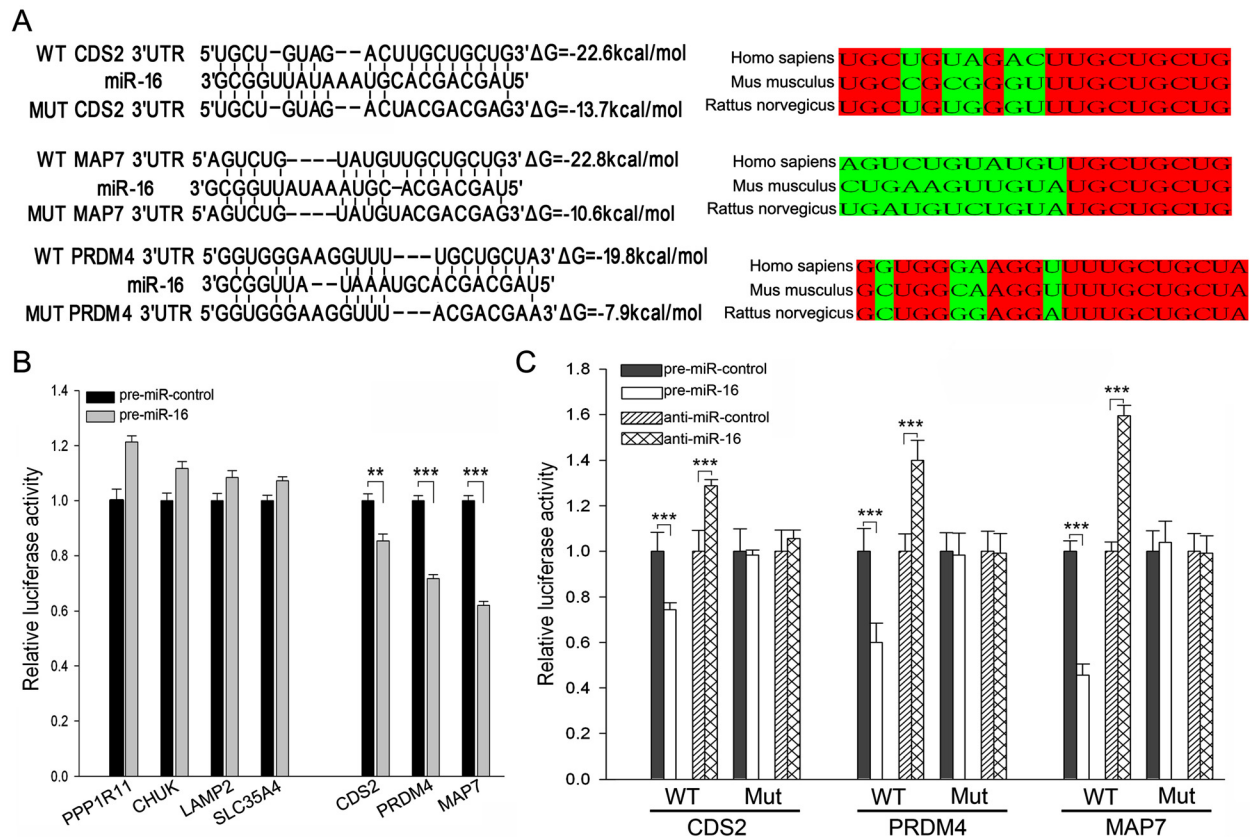 A
WT CDS2 3'UTR 5'UGCU-GUAG--ACUUGCUGCUG3' ΔG=-22.6kcal/mol
miR-16 3'GCGGUUAUAAAUGCACGACGAU5'
MUT CDS2 3'UTR 5'UGCU-GUAG--ACUACGACGAG3'ΔG=-13.7kcal/mol
Homo sapiens UGCUGUAGACUUGCUGCUG
Mus musculus UGCCGCGGUUUGCUGCUG
Rattus norvegicus UGCUGUGGGUUUGCUGCUG
WT MAP7 3'UTR 5'AGUCUG----UAUGUUGCUGCUG3' ΔG=-22.8kcal/mol
miR-16 3'GCGGUUAUAAAUGC-ACGACGAU5'
MUT MAP7 3'UTR 5'AGUCUG----UAUGUACGACGAG3'ΔG=-10.6kcal/mol
Homo sapiens AGUCUGUAUGUUGCUGCUG
Mus musculus CUGAAGUUGUAUGCUGCUG
Rattus norvegicus UGAUGUCUGUAUGCUGCUG
WT PRDM4 3'UTR 5'GGUGGGAAGGUUU---UGCUGCUA3' ΔG=-19.8kcal/mol
miR-16 3'GCGGUUA--UAAAUGCACGACGAU5'
MUT PRDM4 3'UTR 5'GGUGGGAAGGUUU---ACGACGAA3'ΔG=-7.9kcal/mol
Homo sapiens GGUGGGAAGGUUUUGCUGCUA
Mus musculus GCUGGCAAGGUUUUGCUGCUA
Rattus norvegicus GCUGGGGAGGAUUUGCUGCUA
B
Relative luciferase activity
1.4
1.2
1.0
0.8
0.6
0.4
0.2
0.0
pre-miR-control
pre-miR-16
** *** ***
PPP1R11 CHUK LAMP2 SLC35A4 CDS2 PRDM4 MAP7
C
Relative luciferase activity
1.8
1.6
1.4
1.2
1.0
0.8
0.6
0.4
0.2
0.0
pre-miR-control
pre-miR-16
anti-miR-control
anti-miR-16
*** *** *** *** *** ***
WT Mut WT Mut WT Mut
CDS2 PRDM4 MAP7